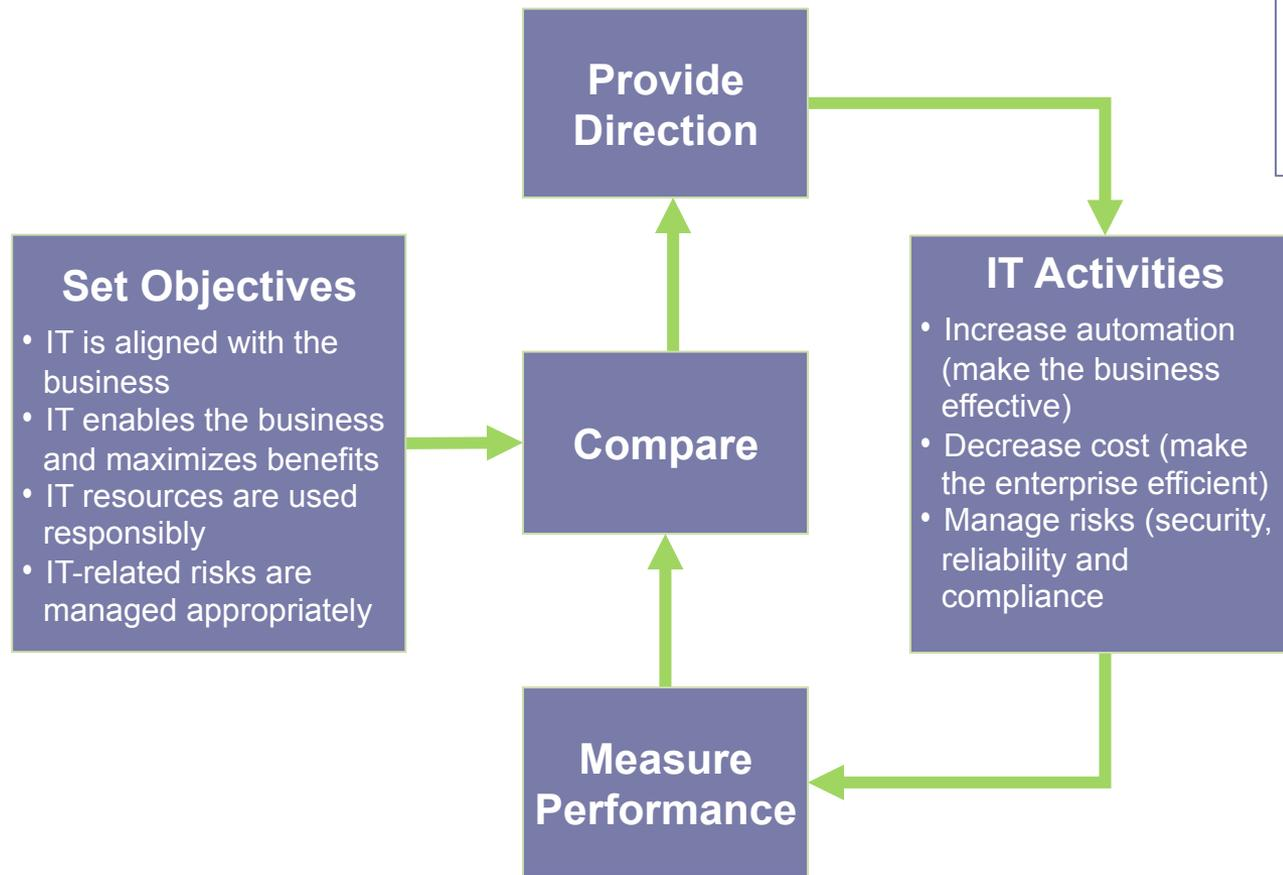 Provide
Direction
Set Objectives
• IT is aligned with the
business
• IT enables the business
and maximizes benefits
• IT resources are used
responsibly
• IT-related risks are
managed appropriately
Compare
IT Activities
• Increase automation
(make the business
effective)
• Decrease cost (make
the enterprise efficient)
• Manage risks (security,
reliability and
compliance
Measure
Performance